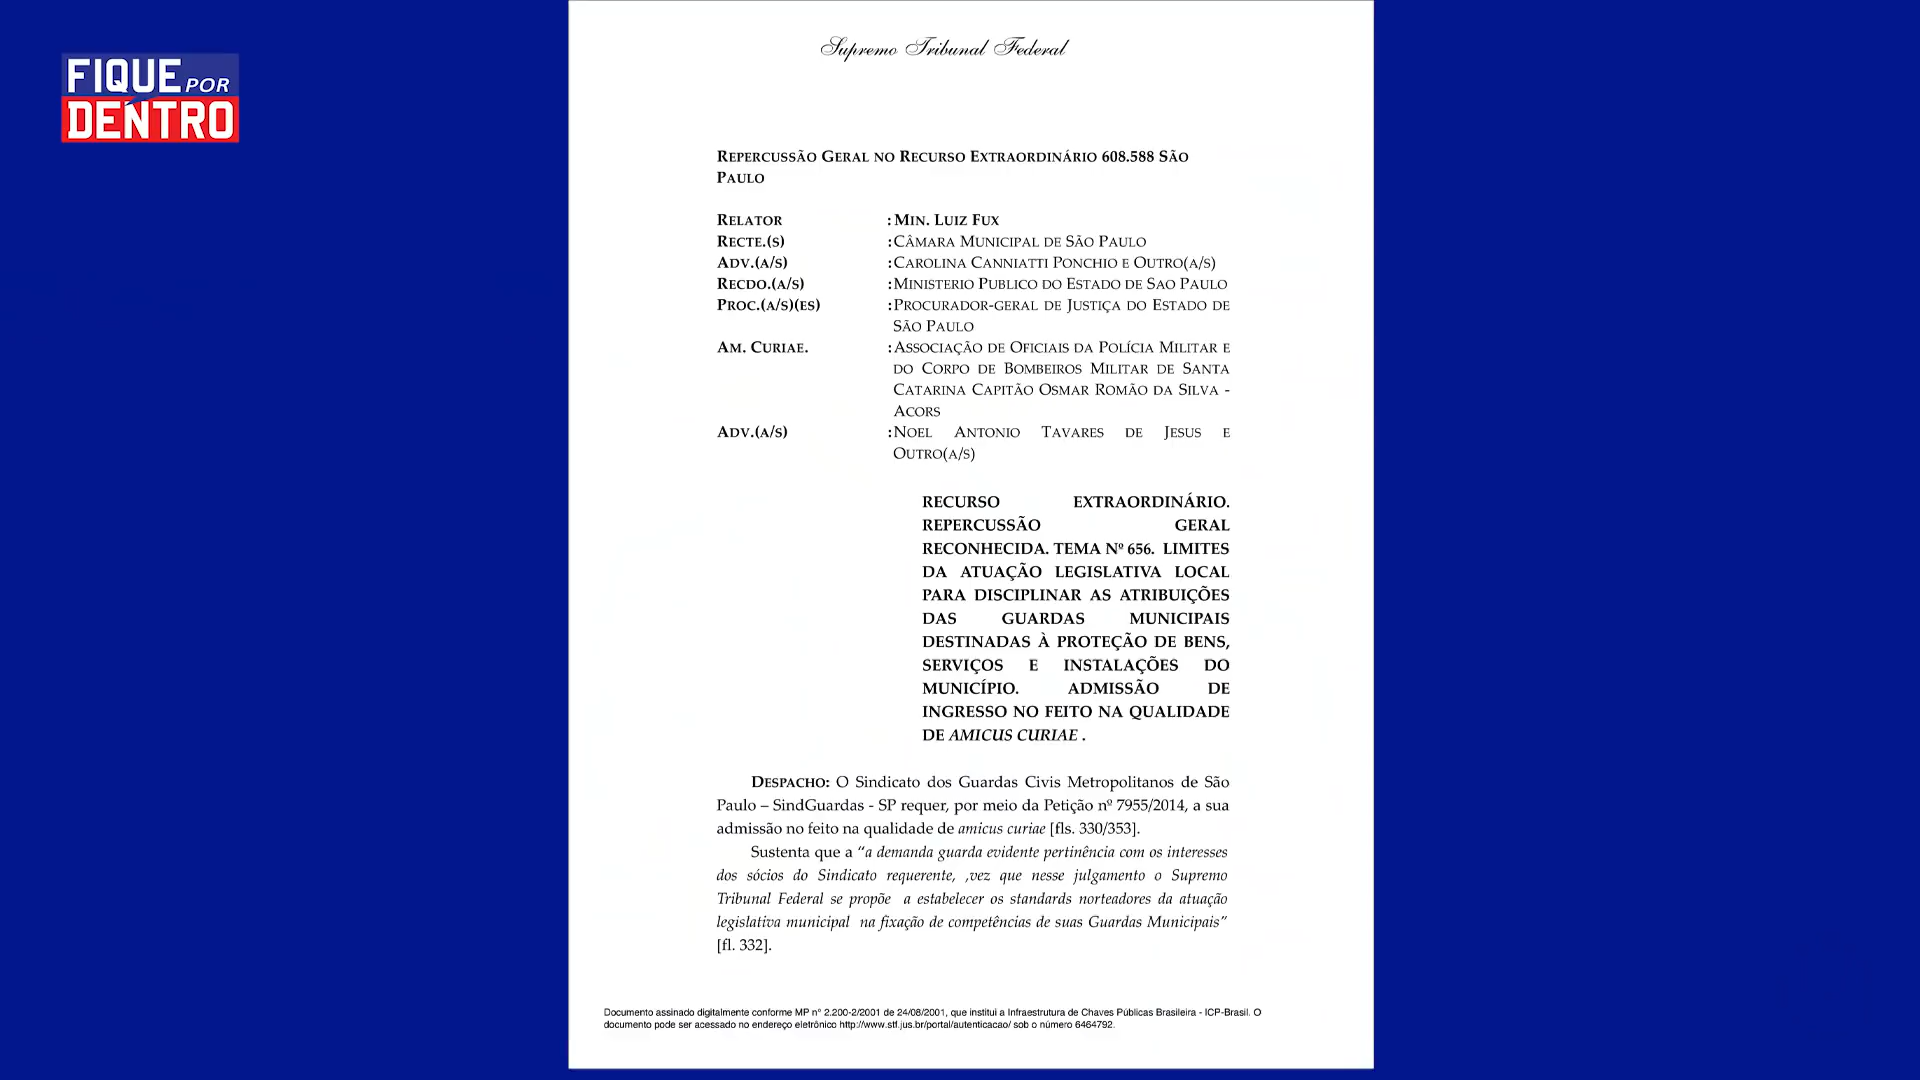 FIQUE POR
DENTRO
Supremo Tribunal Federal
REPERCUSSÃO GERAL NO RECURSO EXTRAORDINÁRIO 608.588 SÃO
PAULO
RELATOR : MIN. LUIZ FUX
RECTE.(S) : CÂMARA MUNICIPAL DE SÃO PAULO
ADV.(A/S) : CAROLINA CANNIATTI PONCHIO E OUTRO(A/S)
RECDO.(A/S) : MINISTERIO PUBLICO DO ESTADO DE SAO PAULO
PROC.(A/S)(ES) : PROCURADOR-GERAL DE JUSTIÇA DO ESTADO DE
SÃO PAULO
AM. CURIAE. : ASSOCIAÇÃO DE OFICIAIS DA POLÍCIA MILITAR E
DO CORPO DE BOMBEIROS MILITAR DE SANTA
CATARINA CAPITÃO OSMAR ROMÃO DA SILVA -
ACORS
ADV.(A/S) : NOEL ANTONIO TAVARES DE JESUS E
OUTRO(A/S)
RECURSO EXTRAORDINÁRIO.
REPERCUSSÃO GERAL
RECONHECIDA. TEMA Nº 656. LIMITES
DA ATUAÇÃO LEGISLATIVA LOCAL
PARA DISCIPLINAR AS ATRIBUIÇÕES
DAS GUARDAS MUNICIPAIS
DESTINADAS À PROTEÇÃO DE BENS,
SERVIÇOS E INSTALAÇÕES DO
MUNICÍPIO. ADMISSÃO DE
INGRESSO NO FEITO NA QUALIDADE
DE AMICUS CURIAE .
DESPACHO: O Sindicato dos Guardas Civis Metropolitanos de São
Paulo – SindGuardas - SP requer, por meio da Petição nº 7955/2014, a sua
admissão no feito na qualidade de amicus curiae [fls. 330/353].
Sustenta que a “a demanda guarda evidente pertinência com os interesses
dos sócios do Sindicato requerente, ,vez que nesse julgamento o Supremo
Tribunal Federal se propõe a estabelecer os standards norteadores da atuação
legislativa municipal na fixação de competências de suas Guardas Municipais”
[fl. 332].
Documento assinado digitalmente conforme MP n° 2.200-2/2001 de 24/08/2001, que institui a Infraestrutura de Chaves Públicas Brasileira - ICP-Brasil. O
documento pode ser acessado no endereço eletrônico http://www.stf.jus.br/portal/autenticacao/ sob o número 6464792.